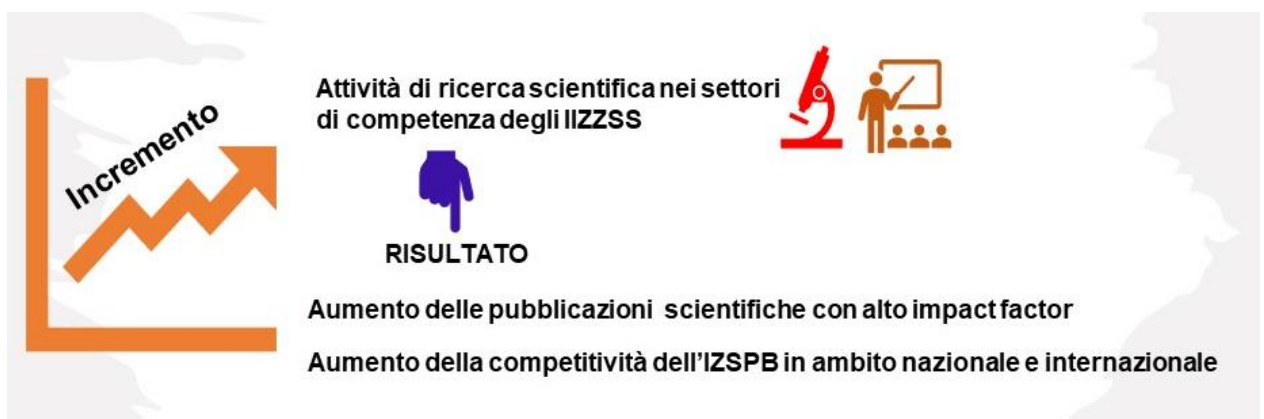 Incremento
Attività di ricerca scientifica nei settori
di competenza degli IIZZSS
RISULTATO
Aumento delle pubblicazioni scientifiche con alto impact factor
Aumento della competitività dell'IZSPB in ambito nazionale e internazionale